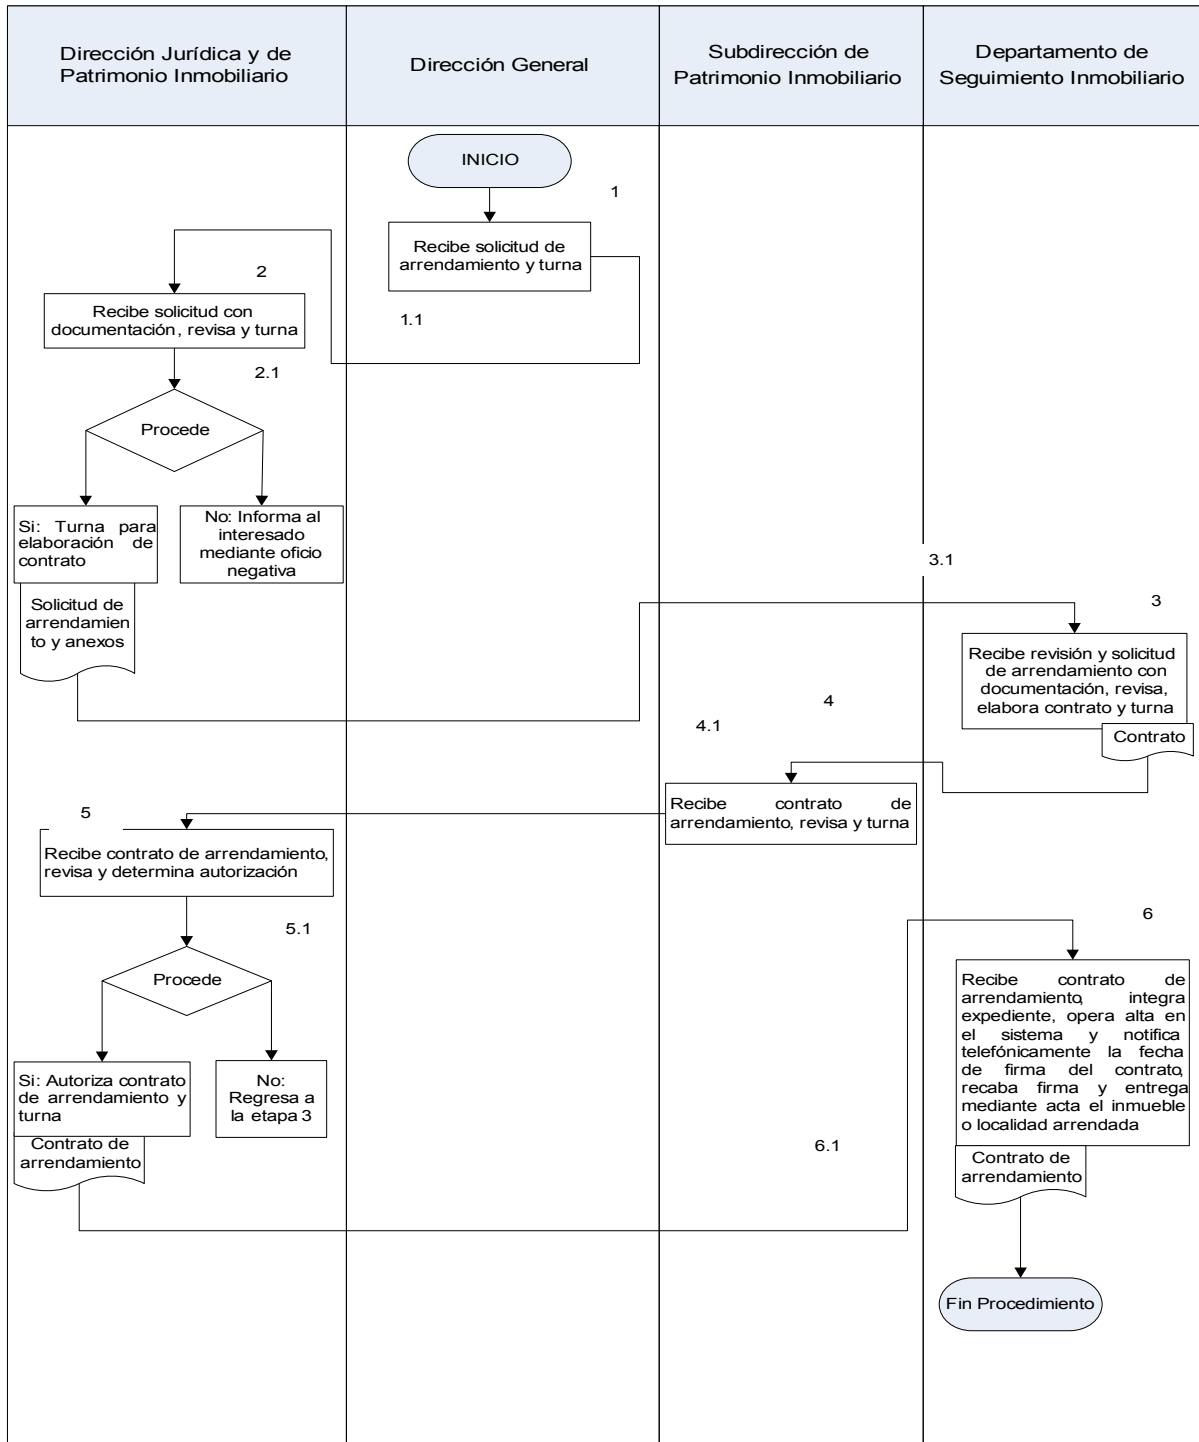 Dirección Jurídica y de
Patrimonio Inmobiliario
Dirección General
Subdirección de
Patrimonio Inmobiliario
Departamento de
Seguimiento Inmobiliario
INICIO
1
Recibe solicitud de
arrendamiento y turna
1.1
2
Recibe solicitud con
documentación, revisa y turna
2.1
Procede
Si: Turna para
elaboración de
contrato
No: Informa al
interesado
mediante oficio
negativa
Solicitud de
arrendamien
to y anexos
3.1
3
Recibe revisión y solicitud
de arrendamiento con
documentación, revisa,
elabora contrato y turna
Contrato
4
4.1
Recibe contrato de
arrendamiento, revisa y turna
5
Recibe contrato de arrendamiento,
revisa y determina autorización
5.1
Procede
Si: Autoriza contrato
de arrendamiento y
turna
No:
Regresa a
la etapa 3
Contrato de
arrendamiento
6
Recibe contrato de
arrendamiento, integra
expediente, opera alta en
el sistema y notifica
telefónicamente la fecha
de firma del contrato,
recaba firma y entrega
mediante acta el inmueble
o localidad arrendada
6.1
Contrato de
arrendamiento
Fin Procedimiento